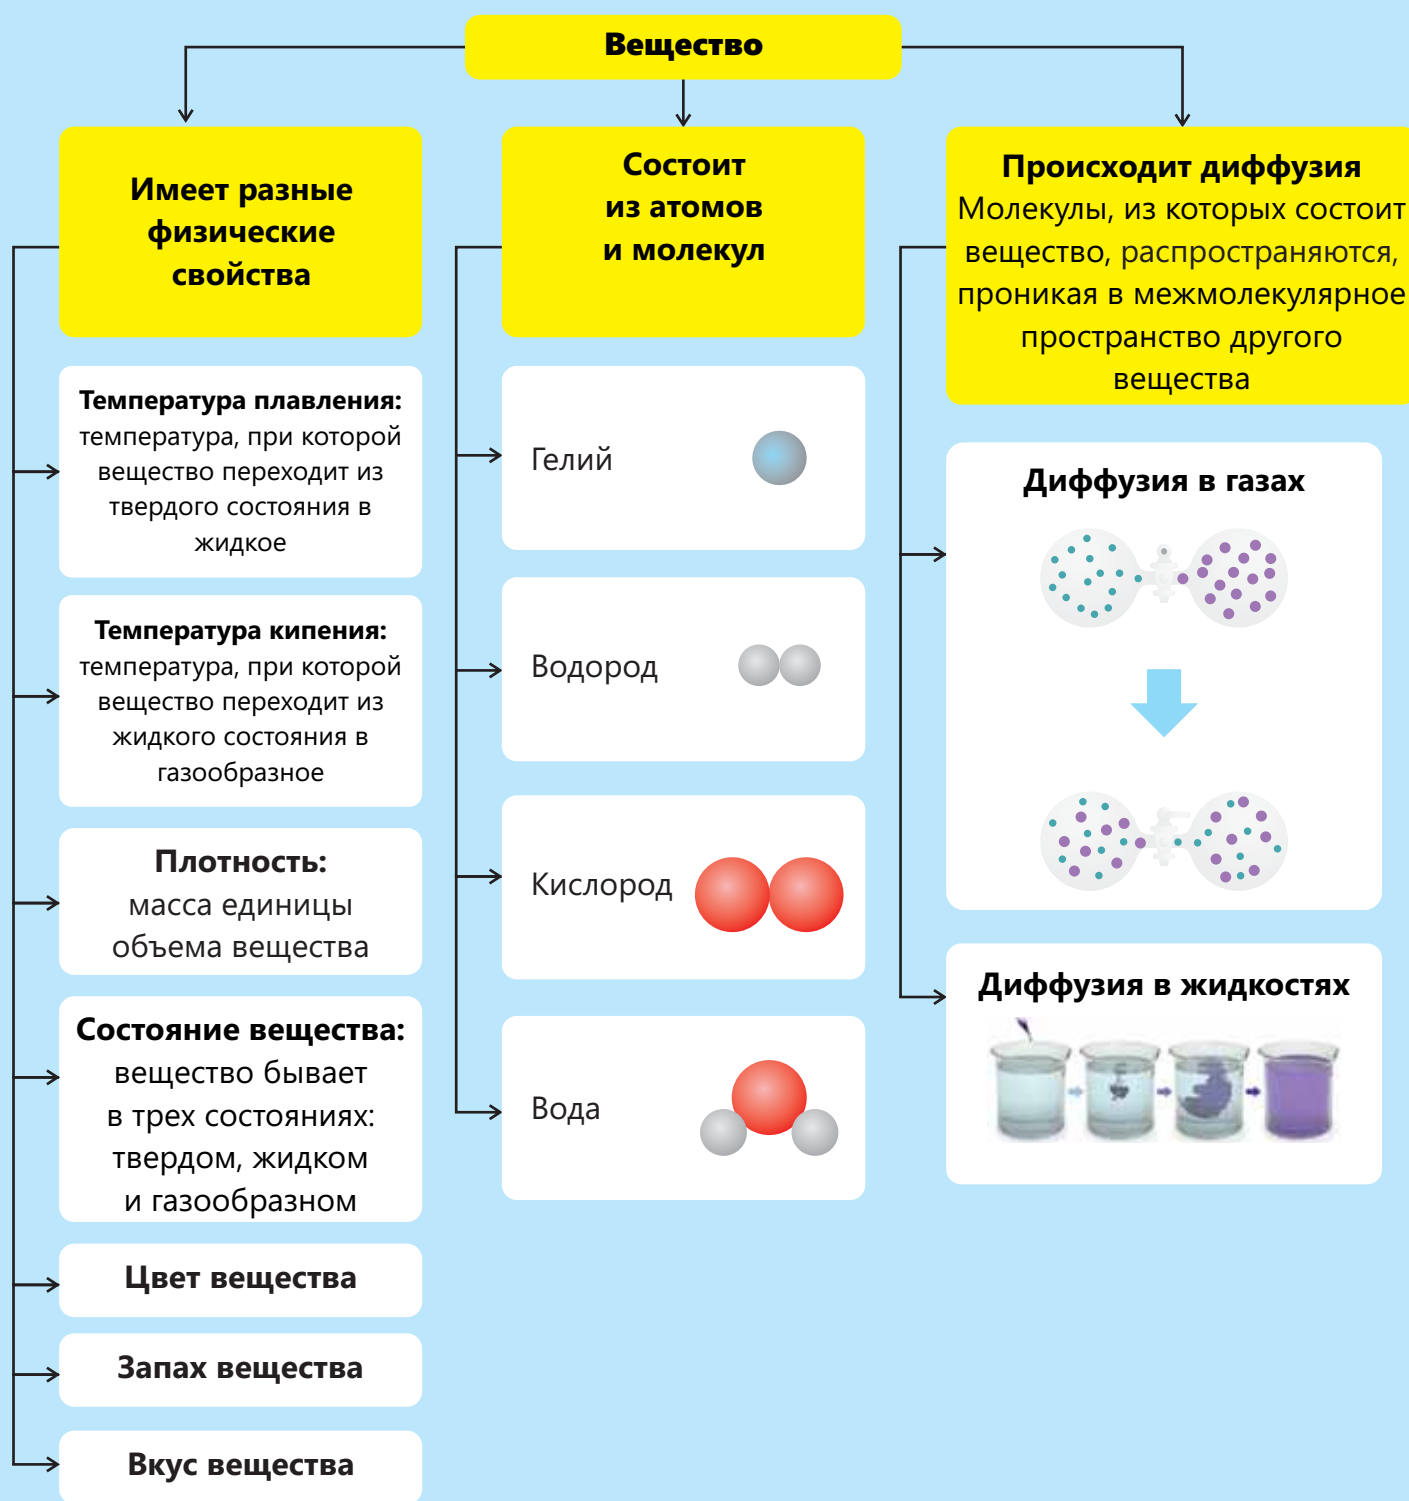 Вещество
Имеет разные
физические
свойства
Температура плавления:
температура, при которой
вещество переходит из
твердого состояния в
жидкое
Температура кипения:
температура, при которой
вещество переходит из
жидкого состояния в
газообразное
Плотность:
масса единицы
объема вещества
Состояние вещества:
вещество бывает
в трех состояниях:
твердом, жидком
и газообразном
Цвет вещества
Запах вещества
Вкус вещества
Состоит
из атомов
и молекул
Гелий
Водород
Кислород
Вода
Происходит диффузия
Молекулы, из которых состоит
вещество, распространяются,
проникая в межмолекулярное
пространство другого
вещества
Диффузия в газах
Диффузия в жидкостях